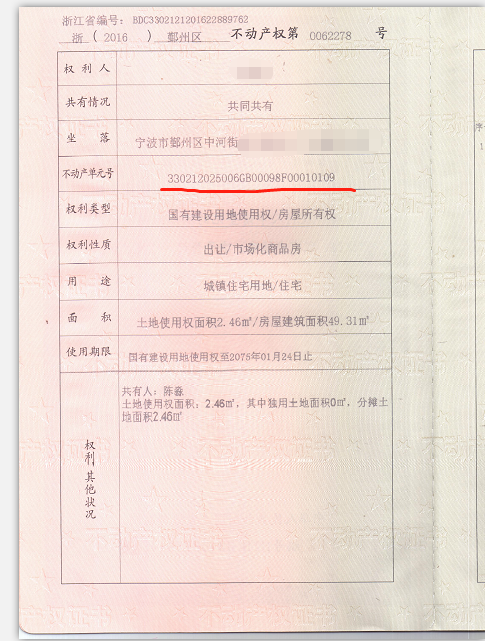 浙江省编号: BDC3302121201622889762
浙(2016)鄞州区 不动产权第 0062278 号
权利人
共有情况 共同共有
坐落 宁波市鄞州区中河街
不动产单元号 330212025006GB00098F00010109
权利类型 国有建设用地使用权/房屋所有权
权利性质 出让/市场化商品房
用途 城镇住宅用地/住宅
面积 土地使用权面积2.46㎡/房屋建筑面积49.31㎡
使用期限 国有建设用地使用权至2075年01月24日止
权利其他状况
共有人: 陈淼
土地使用权面积: 2.46㎡, 其中独用土地面积0㎡, 分摊土
地面积2.46㎡
序
1